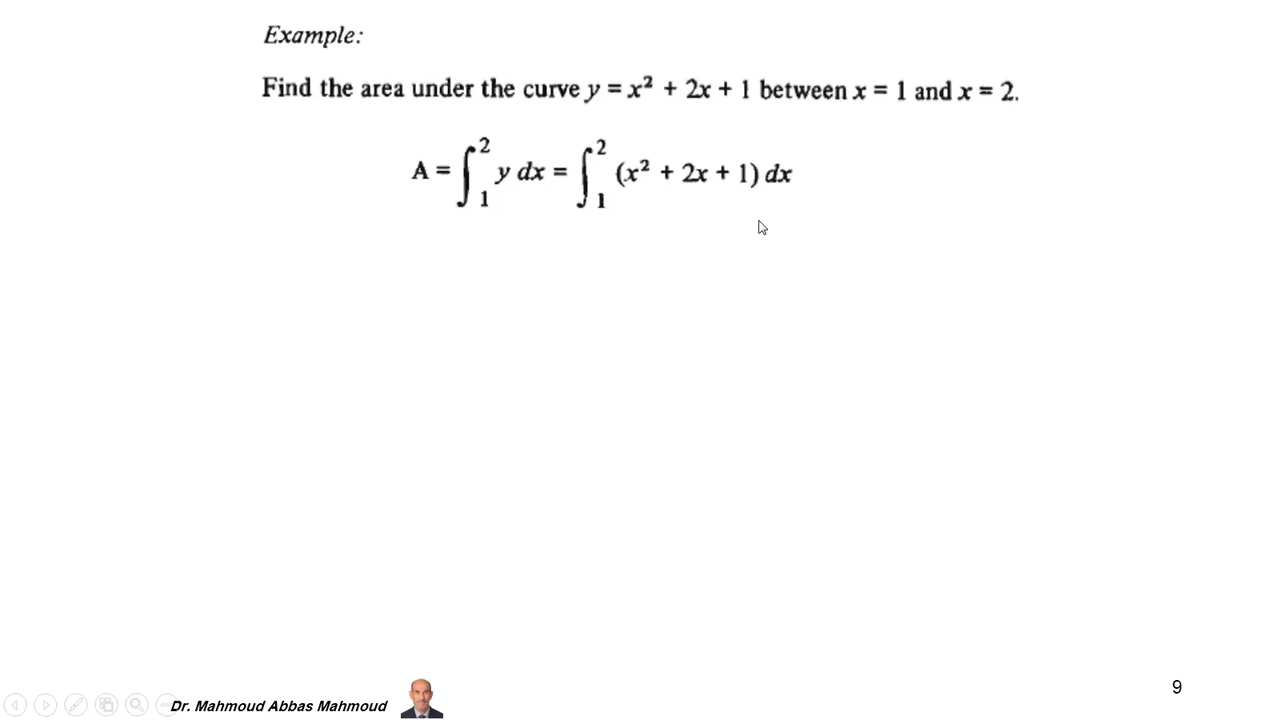 Example:
Find the area under the curve y = x² + 2x + 1 between x = 1 and x = 2.
A = ∫₁² y dx = ∫₁² (x² + 2x + 1) dx
Dr. Mahmoud Abbas Mahmoud
9